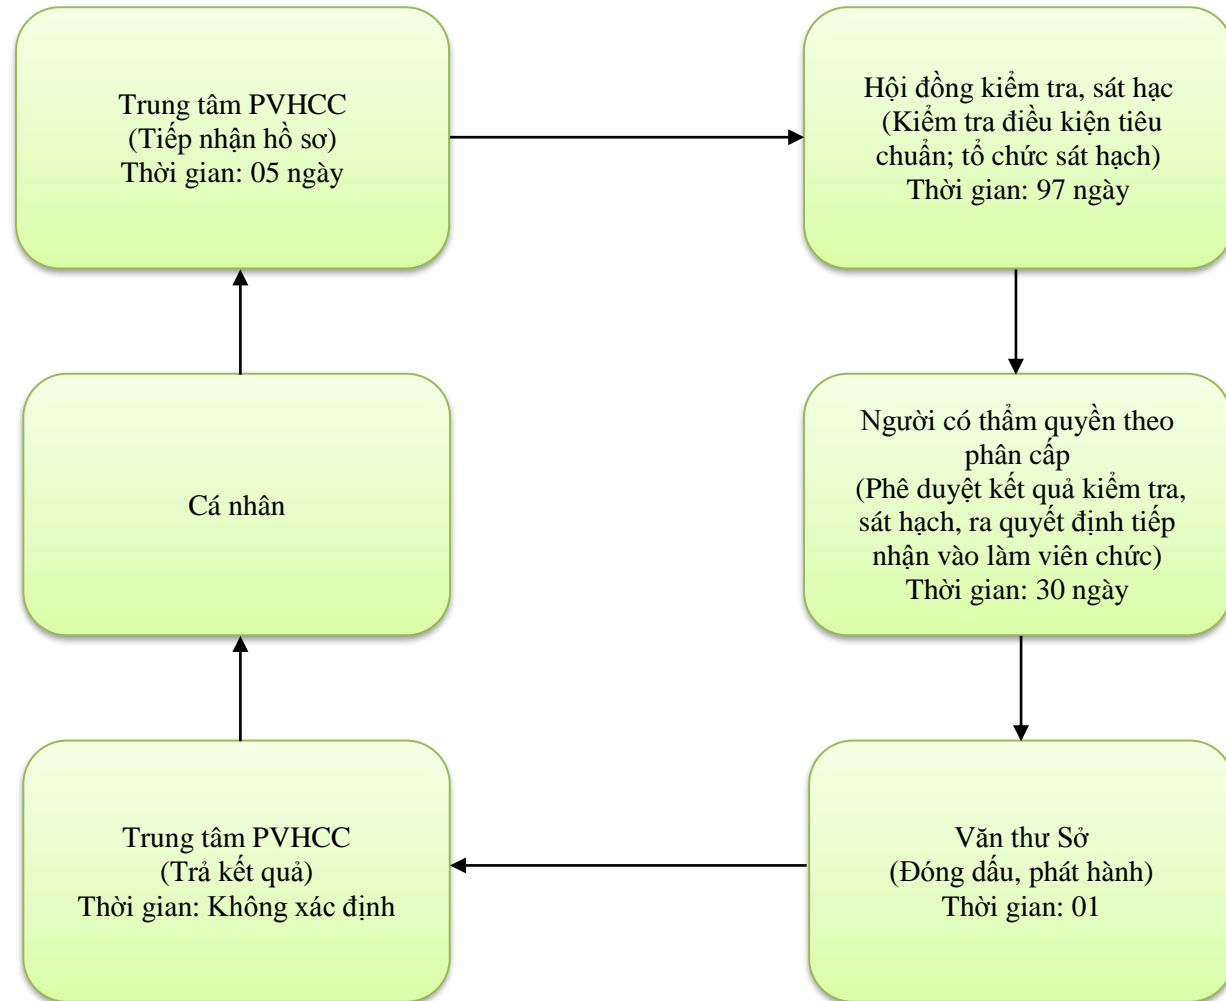 Trung tâm PVHCC
(Tiếp nhận hồ sơ)
Thời gian: 05 ngày
Hội đồng kiểm tra, sát hạc
(Kiểm tra điều kiện tiêu
chuẩn; tổ chức sát hạch)
Thời gian: 97 ngày
Cá nhân
Người có thẩm quyền theo
phân cấp
(Phê duyệt kết quả kiểm tra,
sát hạch, ra quyết định tiếp
nhận vào làm viên chức)
Thời gian: 30 ngày
Trung tâm PVHCC
(Trả kết quả)
Thời gian: Không xác định
Văn thư Sở
(Đóng dấu, phát hành)
Thời gian: 01